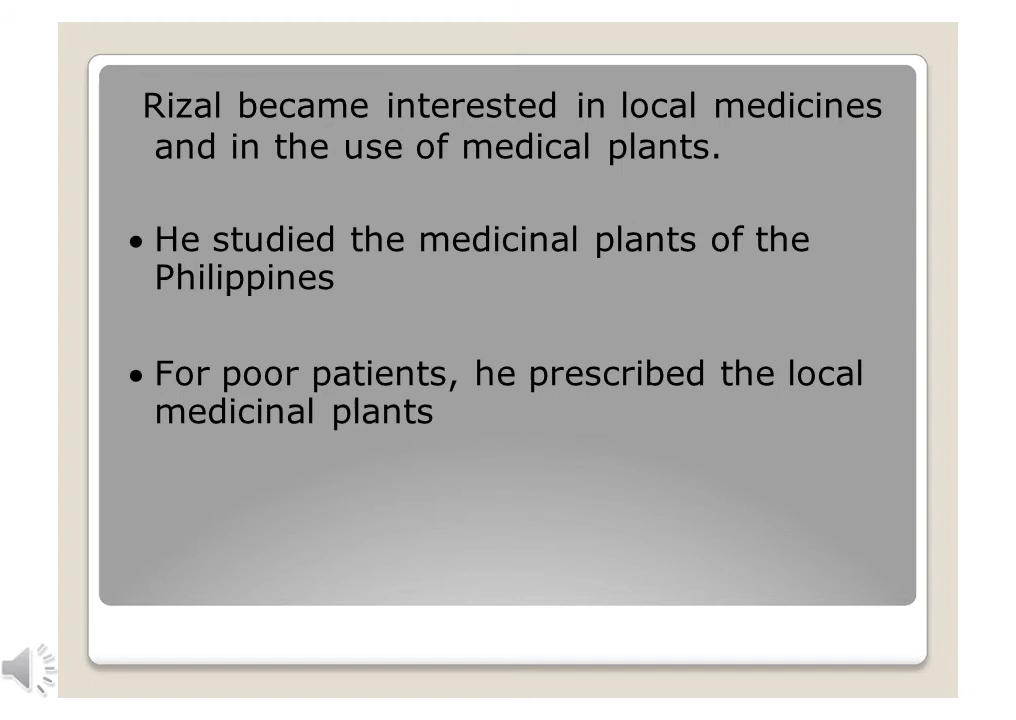 Rizal became interested in local medicines
and in the use of medical plants.
• He studied the medicinal plants of the
Philippines
• For poor patients, he prescribed the local
medicinal plants